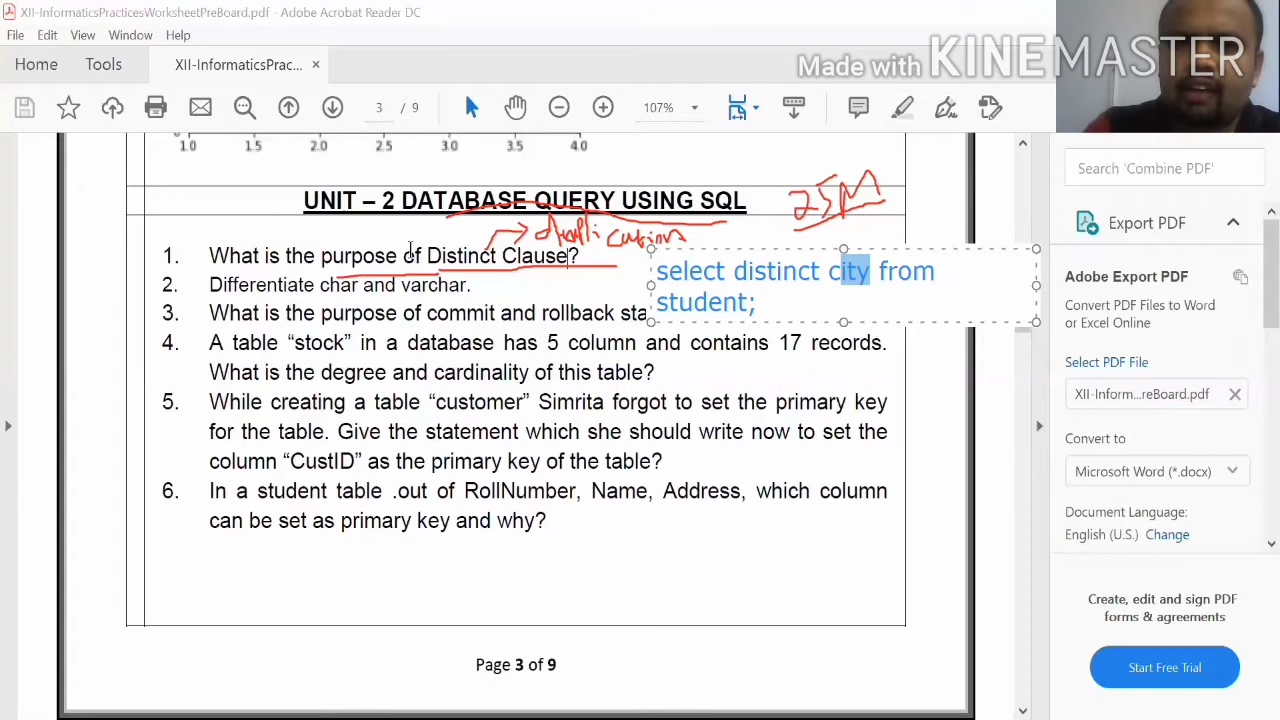 XII-InformaticsPracticesWorksheetPreBoard.pdf - Adobe Acrobat Reader DC
File Edit View Window Help
Made with KINEMASTER
Home Tools XII-InformaticsPrac... ×
3 / 9 107%
1.0 1.5 2.0 2.5 3.0 3.5 4.0
UNIT – 2 DATABASE QUERY USING SQL 25M
1. What is the purpose of Distinct Clause?
select distinct city from
student;
2. Differentiate char and varchar.
3. What is the purpose of commit and rollback sta
4. A table “stock” in a database has 5 column and contains 17 records.
What is the degree and cardinality of this table?
5. While creating a table “customer” Simrita forgot to set the primary key
for the table. Give the statement which she should write now to set the
column “CustID” as the primary key of the table?
6. In a student table .out of RollNumber, Name, Address, which column
can be set as primary key and why?
Page 3 of 9
Search 'Combine PDF'
Export PDF
Adobe Export PDF
Convert PDF Files to Word
or Excel Online
Select PDF File
XII-Inform...reBoard.pdf
Convert to
Microsoft Word (*.docx)
Document Language:
English (U.S.) Change
Create, edit and sign PDF
forms & agreements
Start Free Trial